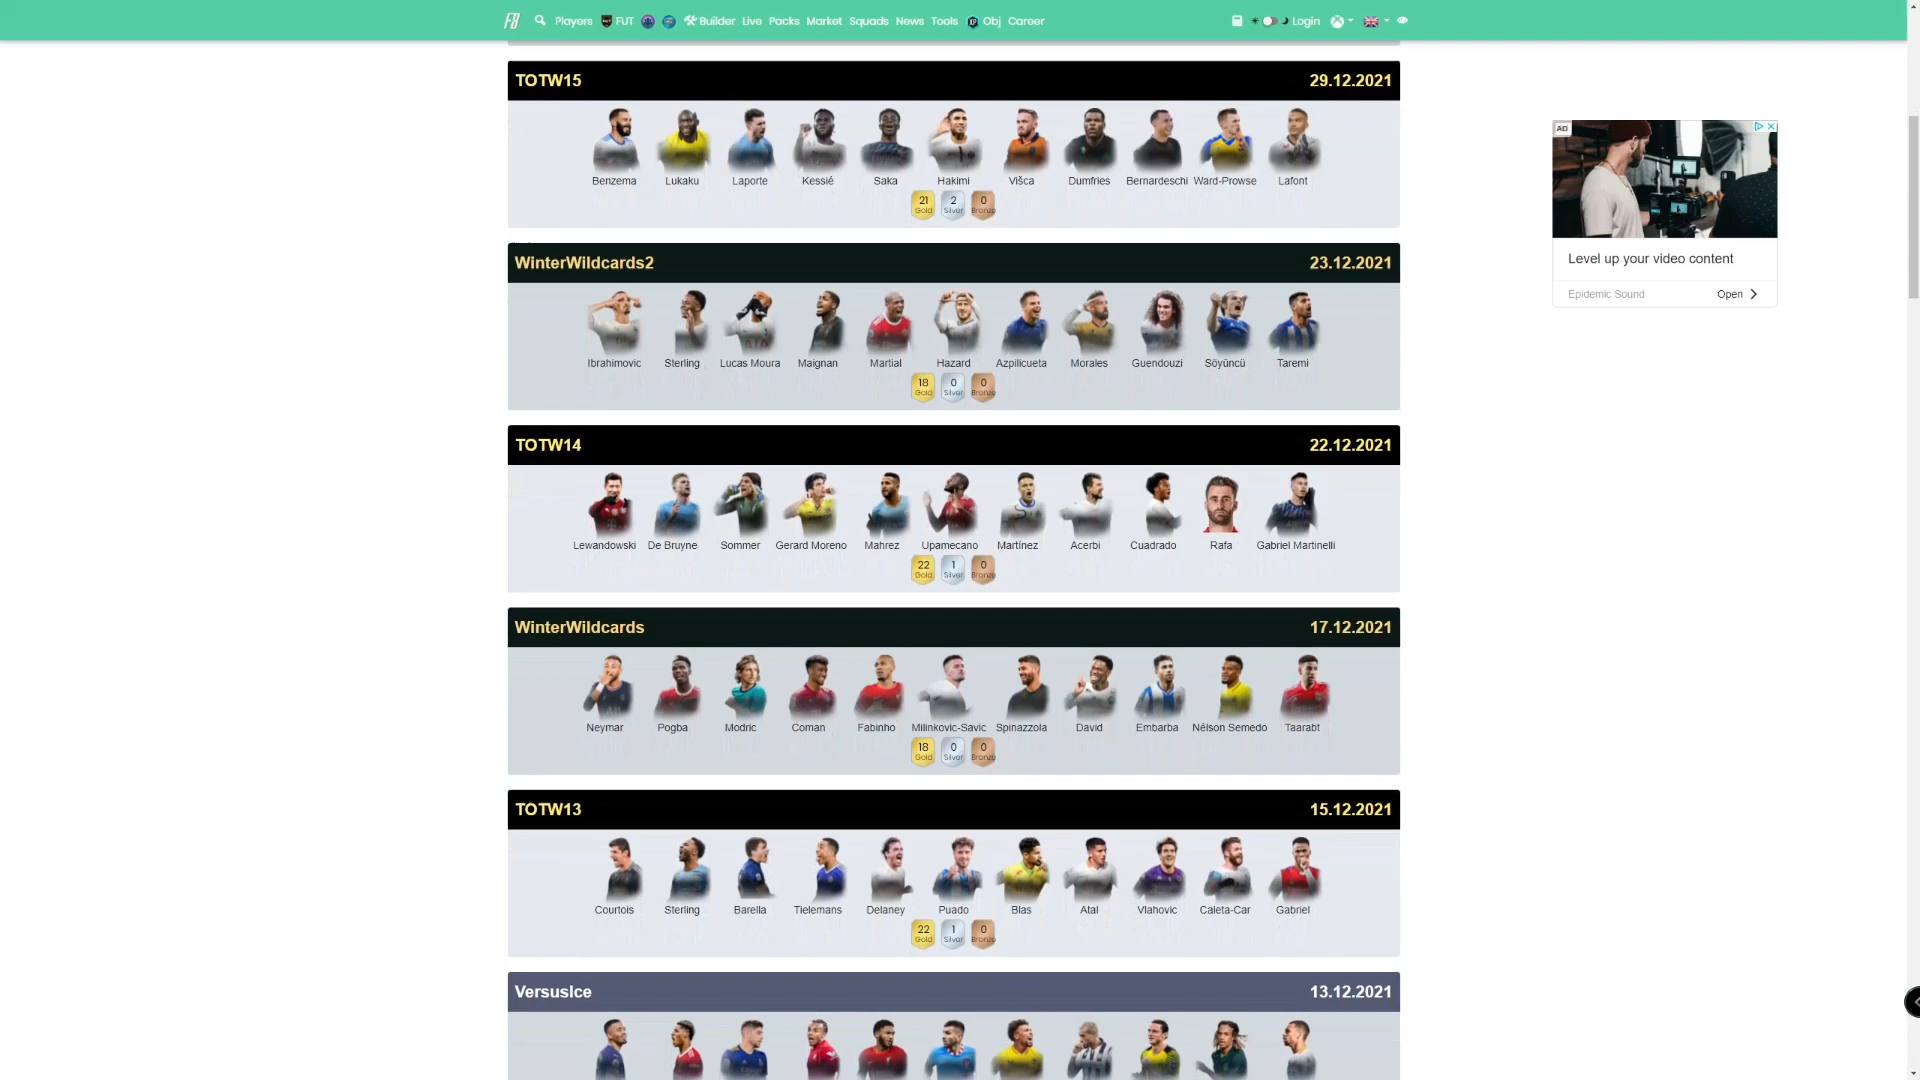 FB Players FUT Builder Live Packs Market Squads News Tools Obj Career Login
TOTW15 29.12.2021
Benzema Lukaku Laporte Kessié Saka Hakimi Višca Dumfries Bernardeschi Ward-Prowse Lafont
21 2 0
Gold Silver Bronze
WinterWildcards2 23.12.2021
Ibrahimovic Sterling Lucas Moura Maignan Martial Hazard Azpilicueta Morales Guendouzi Söyüncü Taremi
18 0 0
Gold Silver Bronze
TOTW14 22.12.2021
Lewandowski De Bruyne Sommer Gerard Moreno Mahrez Upamecano Martínez Acerbi Cuadrado Rafa Gabriel Martinelli
22 1 0
Gold Silver Bronze
WinterWildcards 17.12.2021
Neymar Pogba Modric Coman Fabinho Milinkovic-Savic Spinazzola David Embarba Nélson Semedo Taarabt
18 0 0
Gold Silver Bronze
TOTW13 15.12.2021
Courtois Sterling Barella Tielemans Delaney Puado Blas Atal Vlahovic Caleta-Car Gabriel
22 1 0
Gold Silver Bronze
VersusIce 13.12.2021
AD
Level up your video content
Epidemic Sound Open